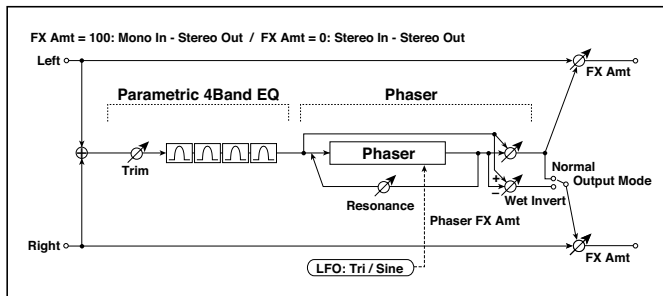 FX Amt = 100: Mono In - Stereo Out / FX Amt = 0: Stereo In - Stereo Out
Left
FX Amt
Parametric 4Band EQ
Phaser
Trim
Phaser
Resonance
Normal
Output Mode
+
−
Wet Invert
Phaser FX Amt
Right
FX Amt
LFO: Tri / Sine